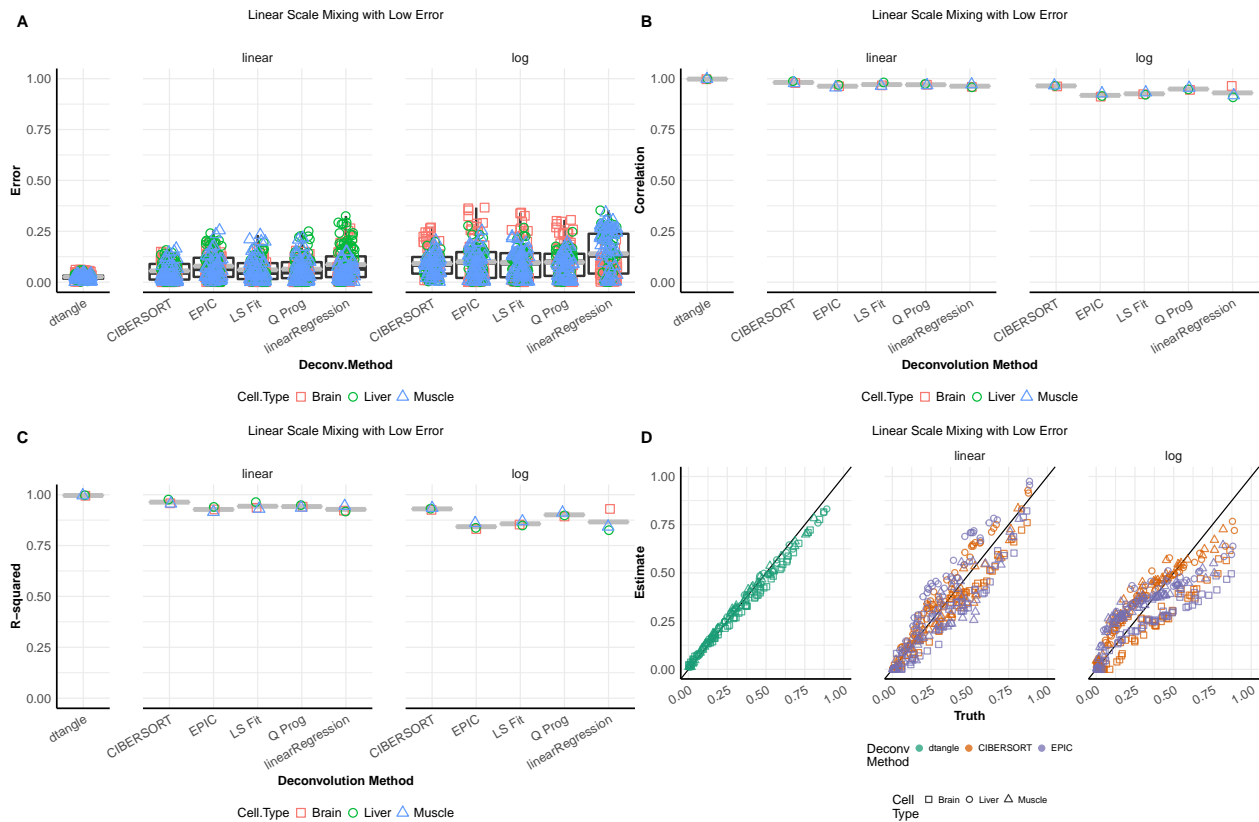 A
Linear Scale Mixing with Low Error
linear
log
Error
1.00
0.75
0.50
0.25
0.00
dtangle
CIBERSORT
EPIC
LS Fit
Q Prog
linearRegression
CIBERSORT
EPIC
LS Fit
Q Prog
linearRegression
Deconv.Method
Cell.Type Brain Liver Muscle
B
Linear Scale Mixing with Low Error
linear
log
Correlation
1.00
0.75
0.50
0.25
0.00
dtangle
CIBERSORT
EPIC
LS Fit
Q Prog
linearRegression
CIBERSORT
EPIC
LS Fit
Q Prog
linearRegression
Deconvolution Method
Cell.Type Brain Liver Muscle
C
Linear Scale Mixing with Low Error
linear
log
R−squared
1.00
0.75
0.50
0.25
0.00
dtangle
CIBERSORT
EPIC
LS Fit
Q Prog
linearRegression
CIBERSORT
EPIC
LS Fit
Q Prog
linearRegression
Deconvolution Method
Cell.Type Brain Liver Muscle
D
Linear Scale Mixing with Low Error
linear
log
Estimate
1.00
0.75
0.50
0.25
0.00
0.00 0.25 0.50 0.75 1.00
0.00 0.25 0.50 0.75 1.00
0.00 0.25 0.50 0.75 1.00
Truth
Deconv
Method
dtangle CIBERSORT EPIC
Cell
Type
Brain Liver Muscle